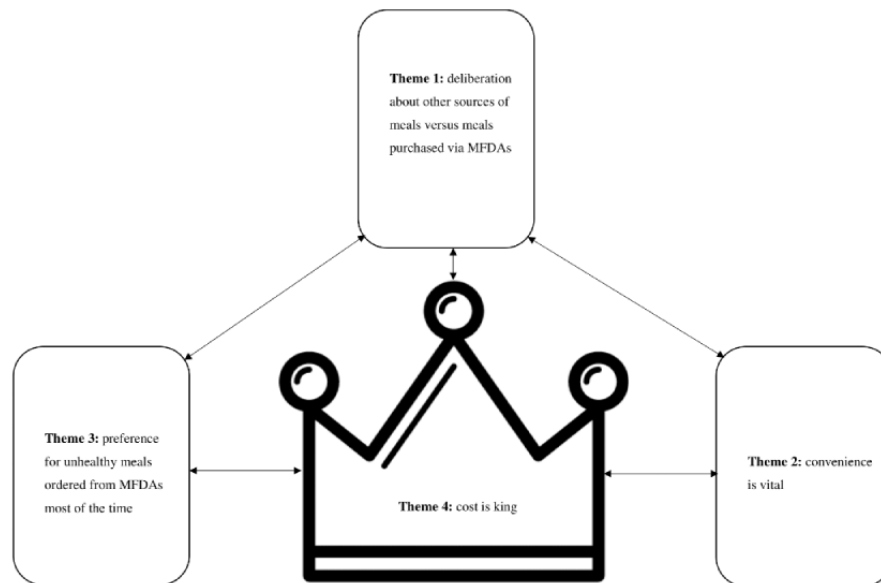 Theme 1: deliberation
about other sources of
meals versus meals
purchased via MFDAs
Theme 3: preference
for unhealthy meals
ordered from MFDAs
most of the time
Theme 4: cost is king
Theme 2: convenience
is vital